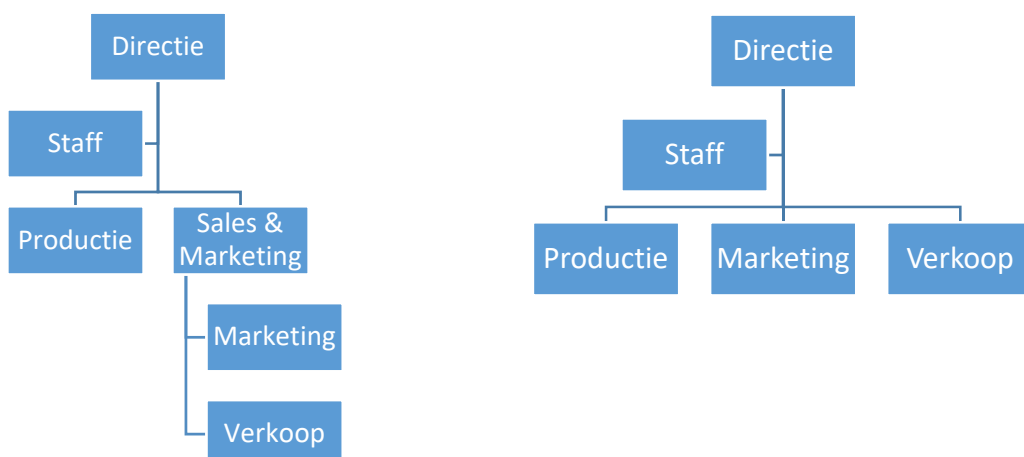 Directie
Staff
Productie
Sales &
Marketing
Marketing
Verkoop
Directie
Staff
Productie
Marketing
Verkoop